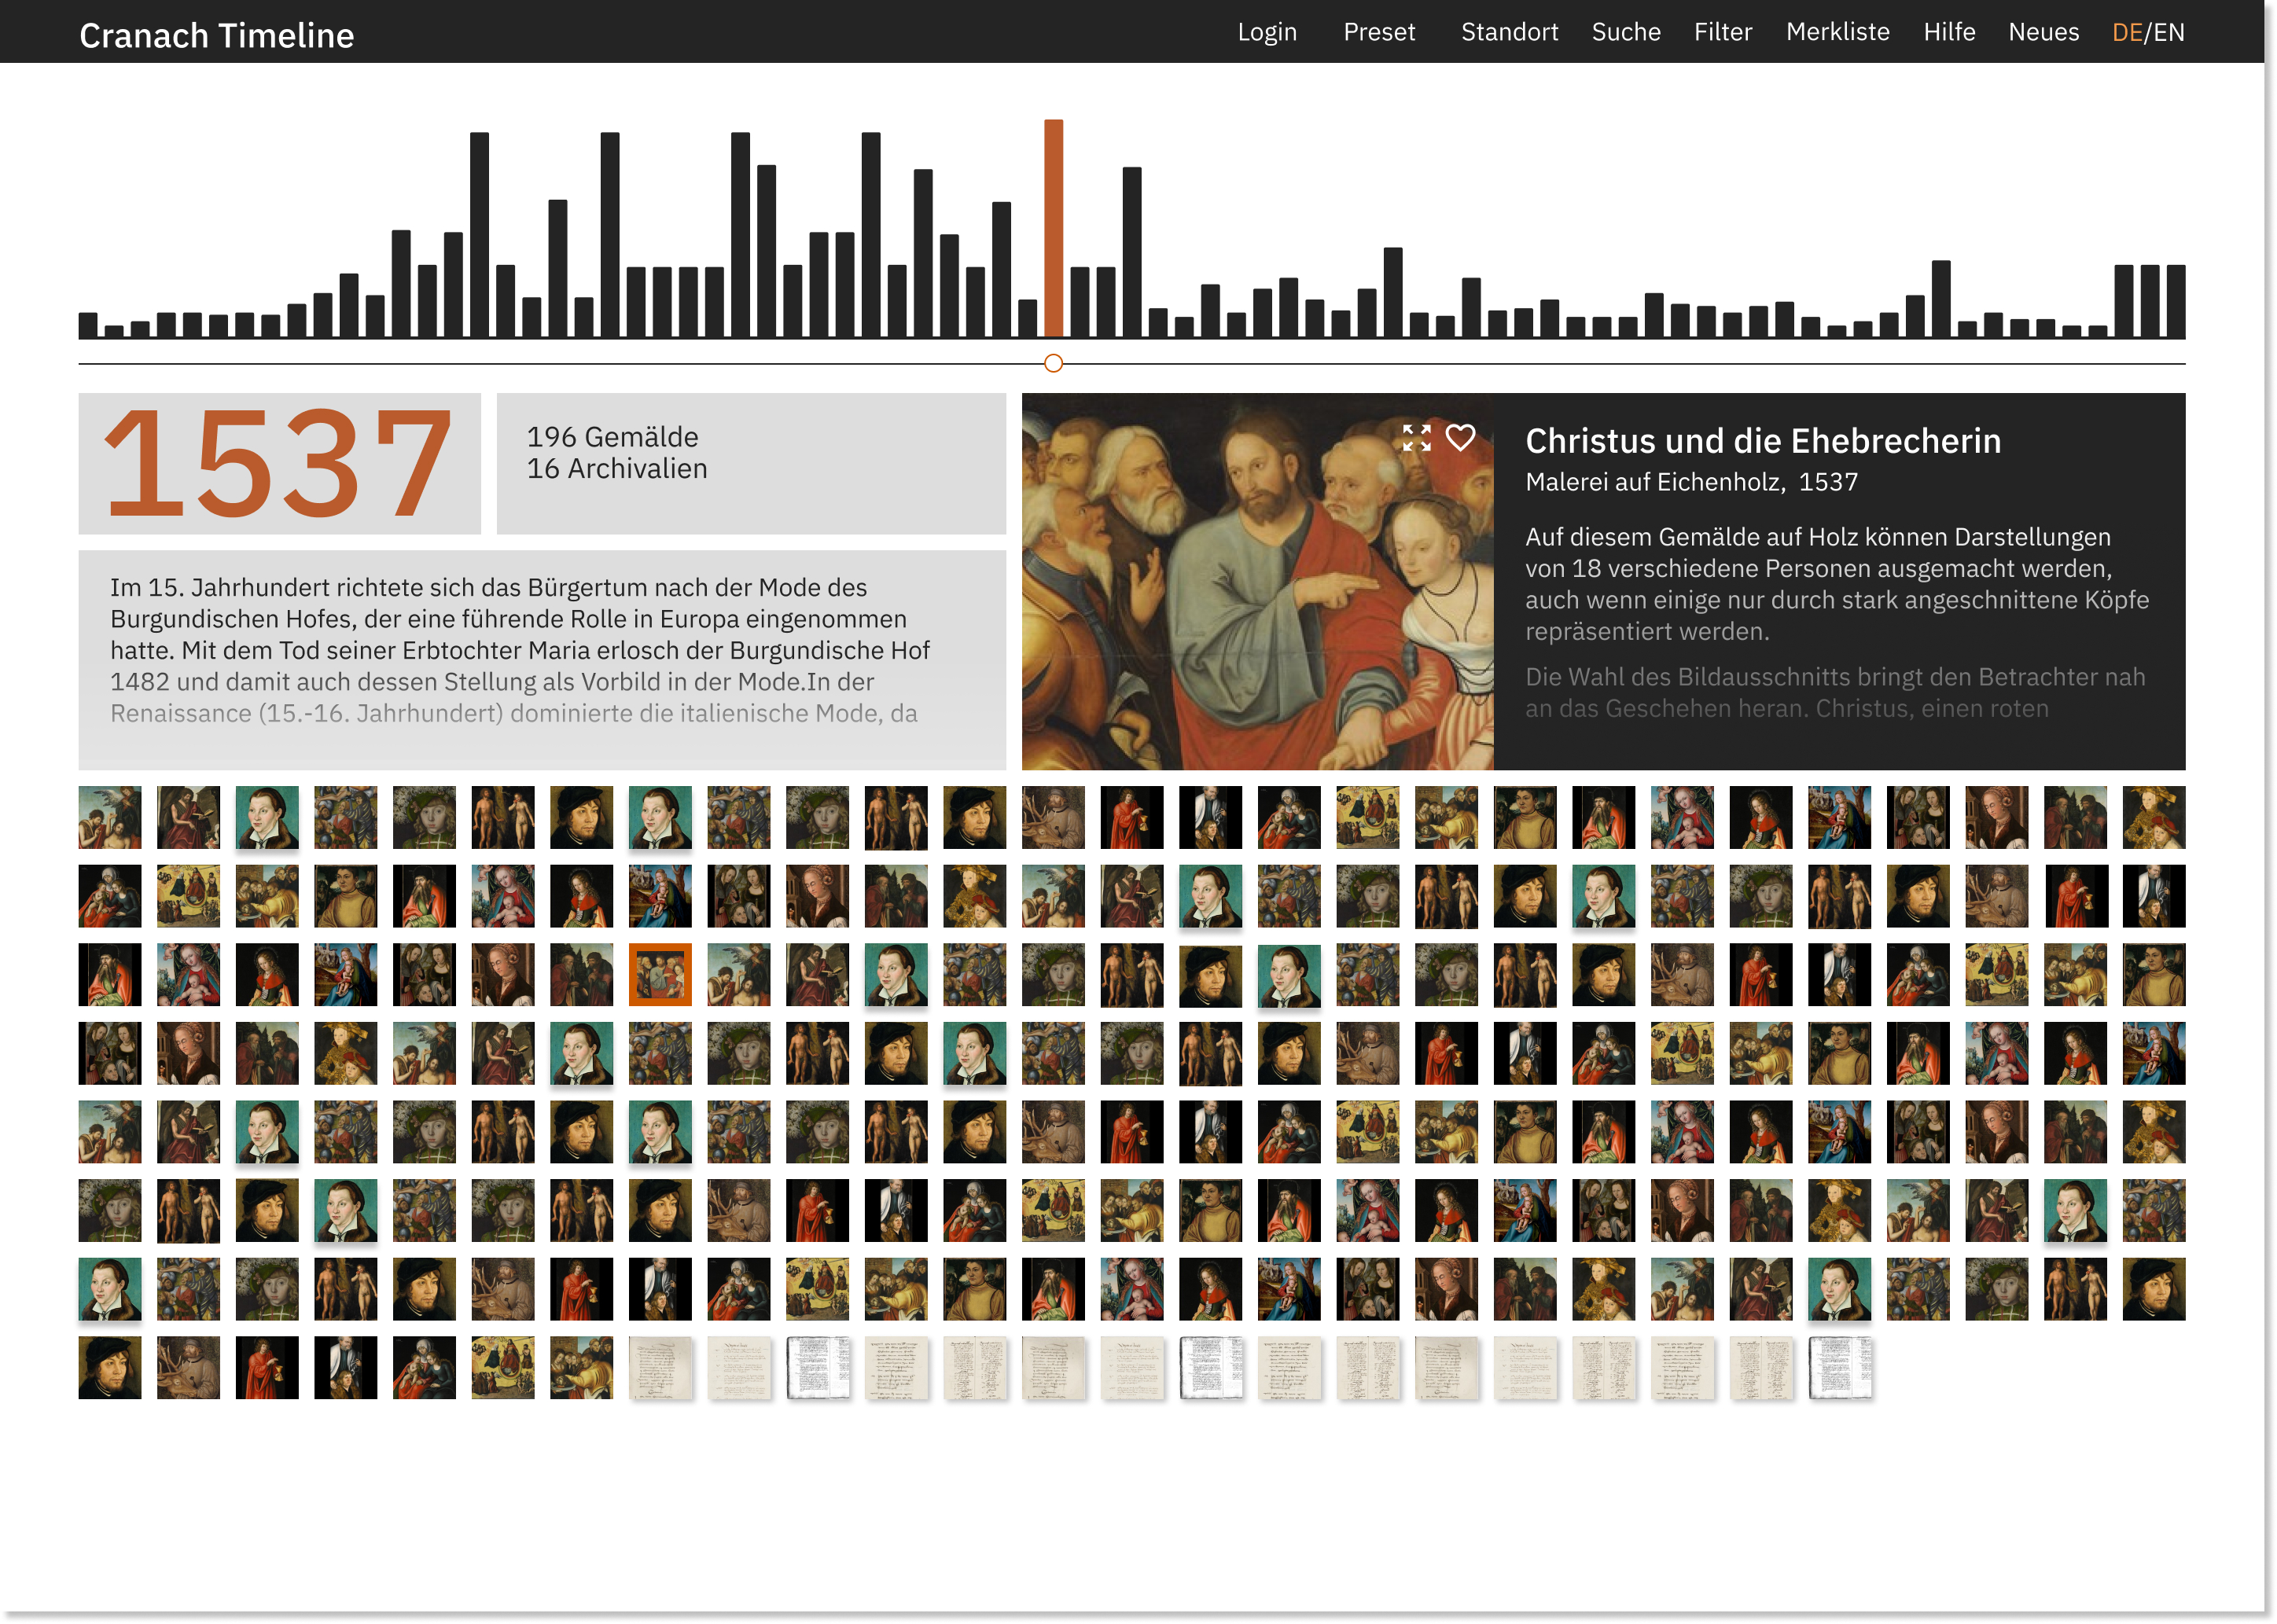 Cranach Timeline
Login Preset Standort Suche Filter Merkliste Hilfe Neues DE/EN
1537
196 Gemälde
16 Archivalien
Im 15. Jahrhundert richtete sich das Bürgertum nach der Mode des
Burgundischen Hofes, der eine führende Rolle in Europa eingenommen
hatte. Mit dem Tod seiner Erbtochter Maria erlosch der Burgundische Hof
1482 und damit auch dessen Stellung als Vorbild in der Mode.In der
Renaissance (15.-16. Jahrhundert) dominierte die italienische Mode, da
Christus und die Ehebrecherin
Malerei auf Eichenholz, 1537
Auf diesem Gemälde auf Holz können Darstellungen
von 18 verschiedene Personen ausgemacht werden,
auch wenn einige nur durch stark angeschnittene Köpfe
repräsentiert werden.
Die Wahl des Bildausschnitts bringt den Betrachter nah
an das Geschehen heran. Christus, einen roten